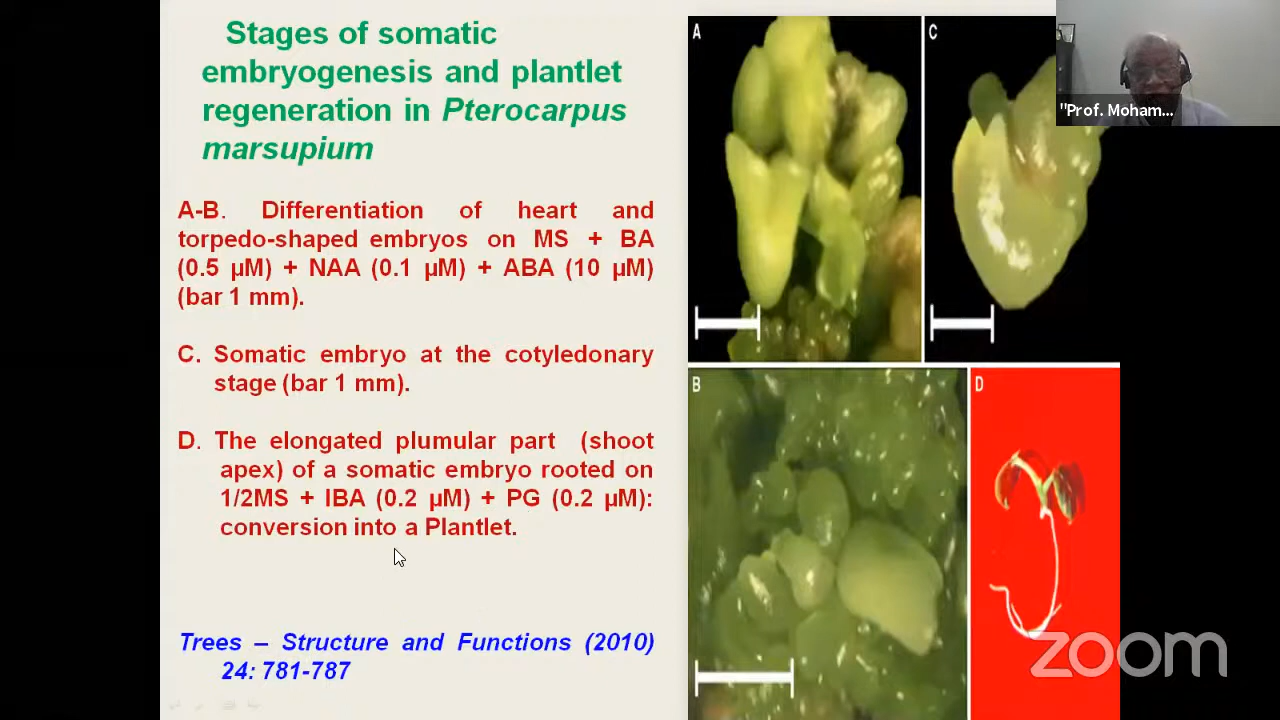 Stages of somatic
embryogenesis and plantlet
regeneration in Pterocarpus
marsupium
A-B. Differentiation of heart and
torpedo-shaped embryos on MS + BA
(0.5 µM) + NAA (0.1 µM) + ABA (10 µM)
(bar 1 mm).
C. Somatic embryo at the cotyledonary
stage (bar 1 mm).
D. The elongated plumular part (shoot
apex) of a somatic embryo rooted on
1/2MS + IBA (0.2 µM) + PG (0.2 µM):
conversion into a Plantlet.
Trees – Structure and Functions (2010)
24: 781-787
A
C
B
D
"Prof. Moham...
zoom